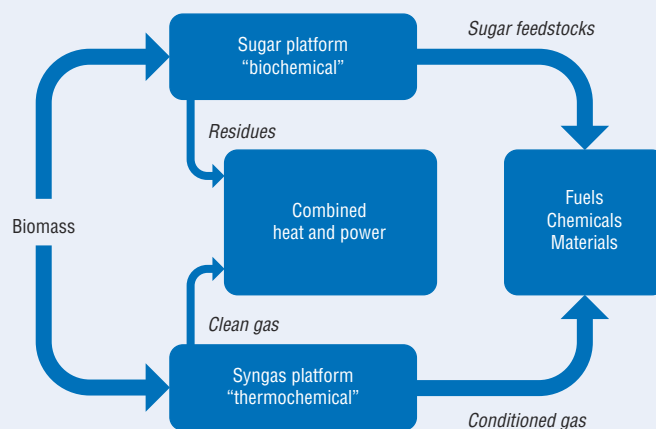 Sugar platform
“biochemical”
Sugar feedstocks
Residues
Biomass
Combined
heat and power
Fuels
Chemicals
Materials
Clean gas
Syngas platform
“thermochemical”
Conditioned gas